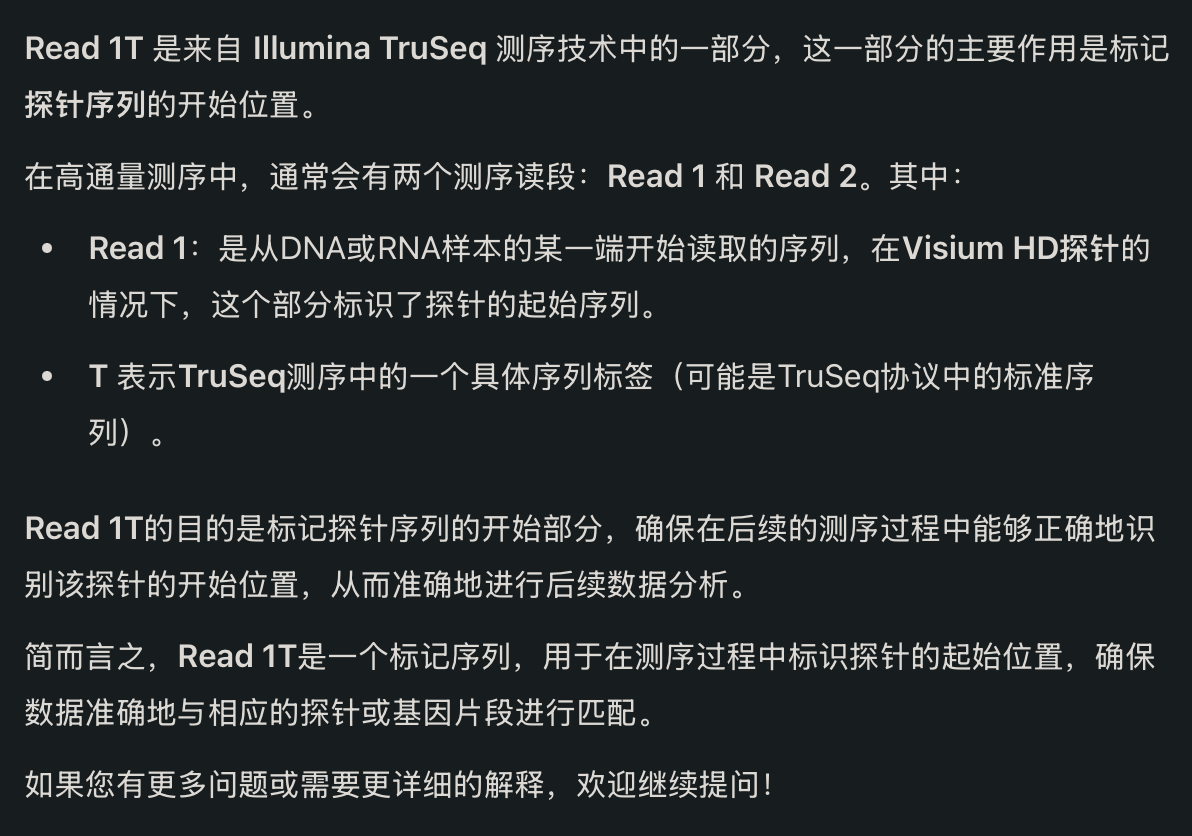 Read 1T 是来自 Illumina TruSeq 测序技术中的一部分，这一部分的主要作用是标记
探针序列的开始位置。
在高通量测序中，通常会有两个测序读段：Read 1 和 Read 2。其中：
• Read 1：是从DNA或RNA样本的某一端开始读取的序列，在Visium HD探针的
情况下，这个部分标识了探针的起始序列。
• T 表示TruSeq测序中的一个具体序列标签（可能是TruSeq协议中的标准序
列）。
Read 1T的目的是标记探针序列的开始部分，确保在后续的测序过程中能够正确地识
别该探针的开始位置，从而准确地进行后续数据分析。
简而言之，Read 1T是一个标记序列，用于在测序过程中标识探针的起始位置，确保
数据准确地与相应的探针或基因片段进行匹配。
如果您有更多问题或需要更详细的解释，欢迎继续提问！